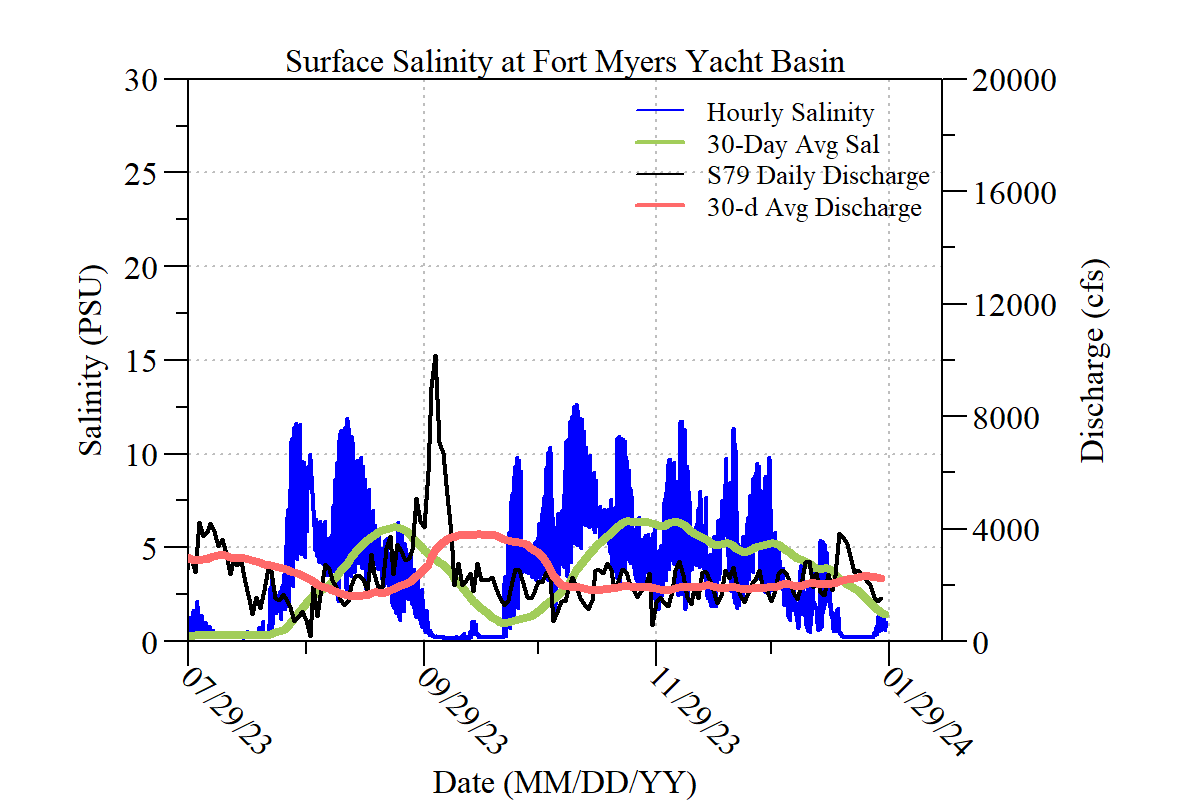 Surface Salinity at Fort Myers Yacht Basin
30
25
20
15
10
5
0
Salinity (PSU)
Hourly Salinity
30-Day Avg Sal
S79 Daily Discharge
30-d Avg Discharge
20000
16000
12000
8000
4000
0
Discharge (cfs)
07/29/23
09/29/23
11/29/23
01/29/24
Date (MM/DD/YY)